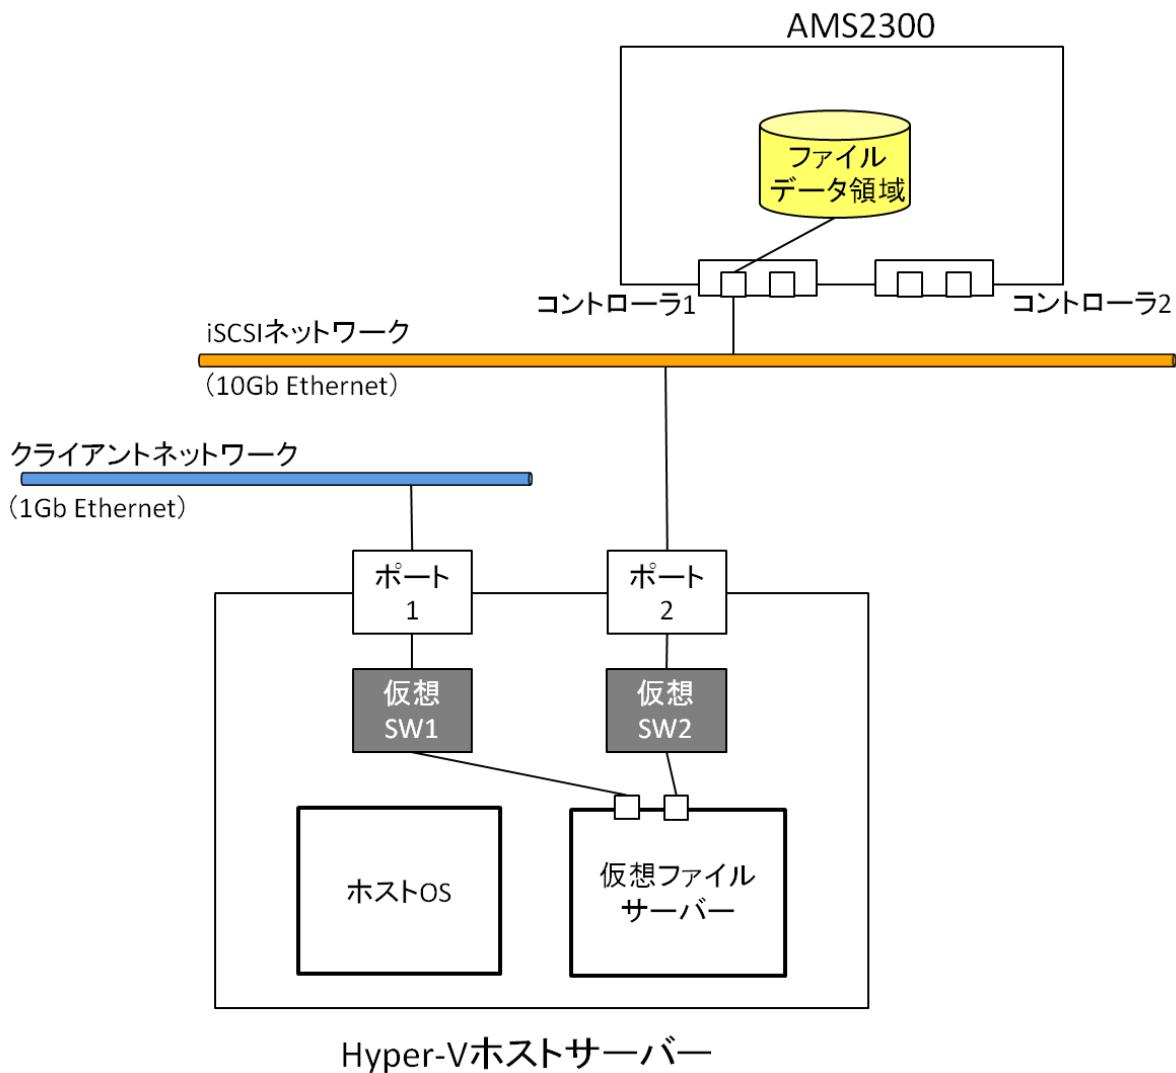 AMS2300
ファイル
データ領域
コントローラ1
コントローラ2
iSCSIネットワーク
(10Gb Ethernet)
クライアントネットワーク
(1Gb Ethernet)
ポート
1
ポート
2
仮想
SW1
仮想
SW2
ホストOS
仮想ファイル
サーバー
Hyper-Vホストサーバー